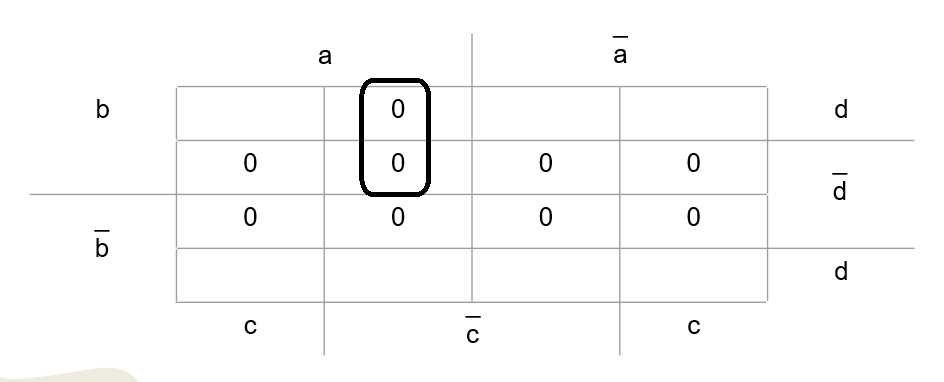 a a̅
b 0 d
0 0 0 0
d̅
0 0 0 0
b̅
d
c c̅ c